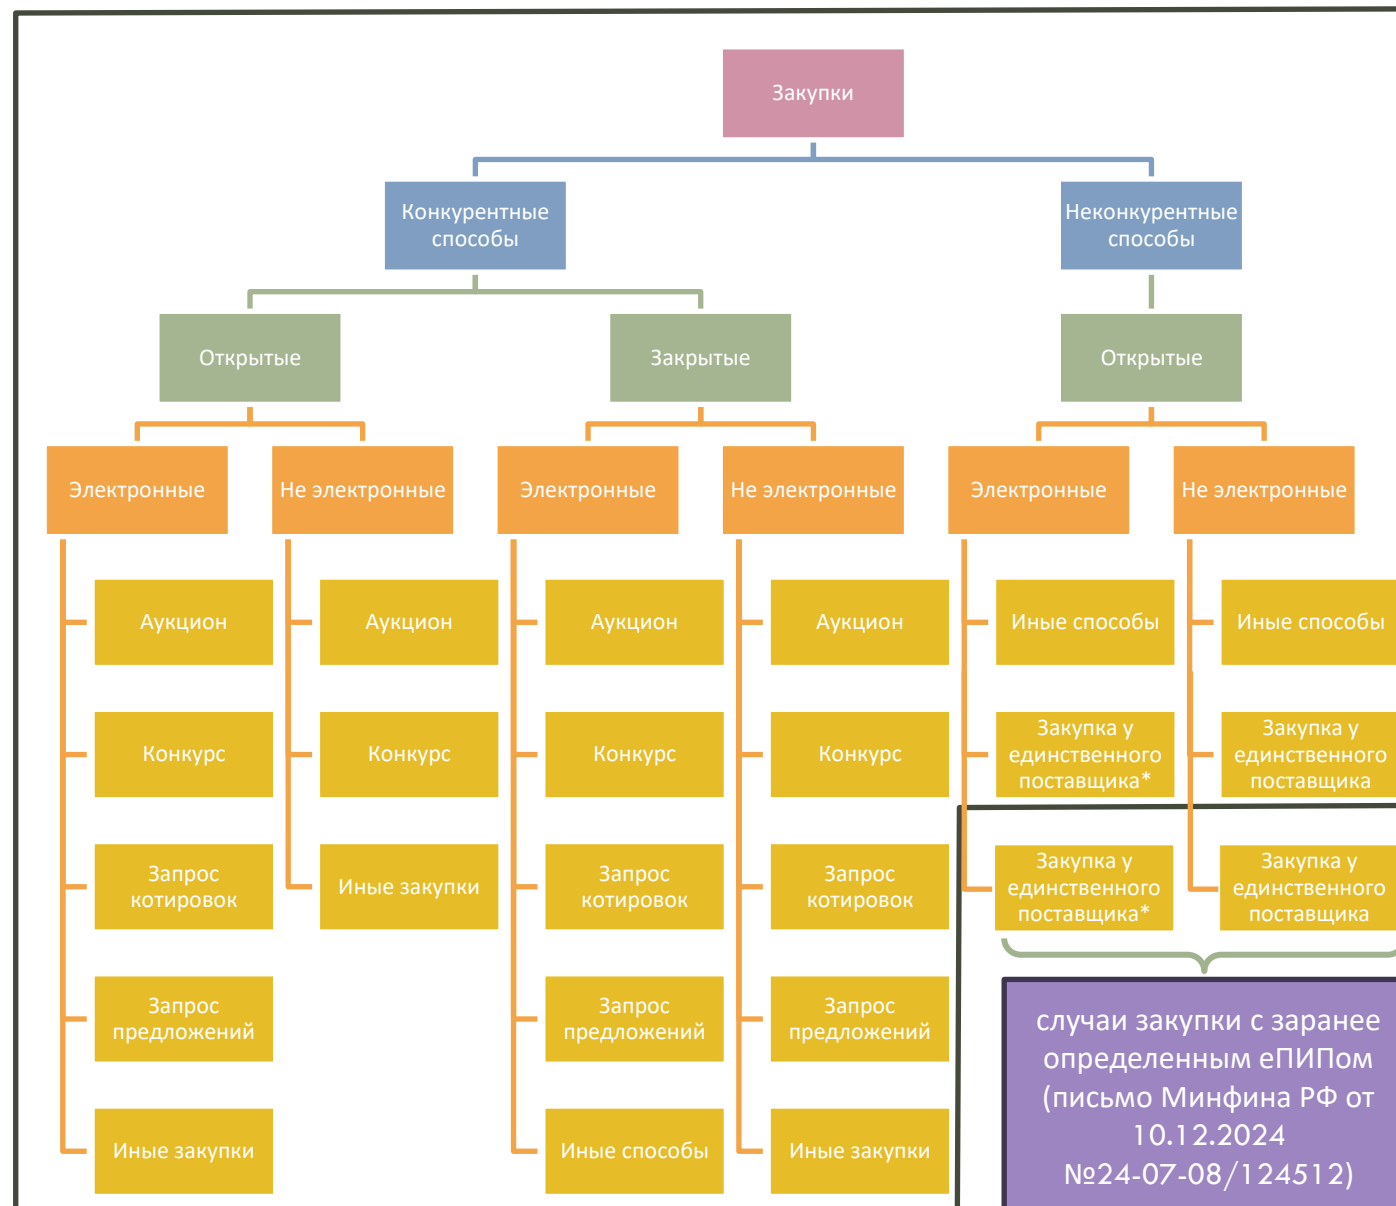 Закупки
Конкурентные
способы
Неконкурентные
способы
Открытые
Закрытые
Открытые
Электронные
Не электронные
Электронные
Не электронные
Электронные
Не электронные
Аукцион
Аукцион
Аукцион
Аукцион
Иные способы
Иные способы
Конкурс
Конкурс
Конкурс
Конкурс
Закупка у
единственного
поставщика*
Закупка у
единственного
поставщика
Запрос
котировок
Иные закупки
Запрос
котировок
Запрос
котировок
Закупка у
единственного
поставщика*
Закупка у
единственного
поставщика
Запрос
предложений
Запрос
предложений
Запрос
предложений
Иные закупки
Иные способы
Иные закупки
случаи закупки с заранее
определенным еПИПом
(письмо Минфина РФ от
10.12.2024
№24-07-08/124512)